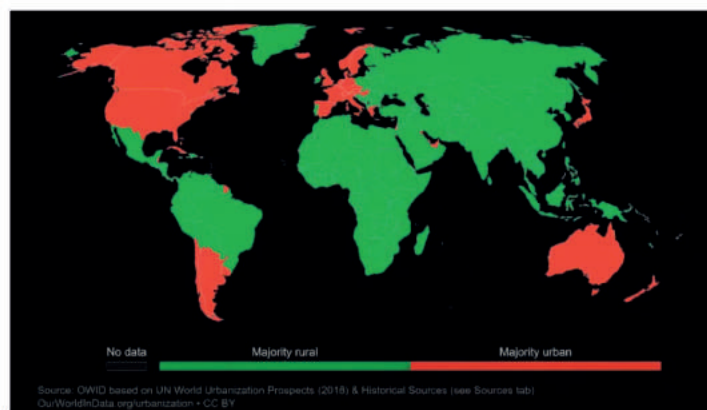 No data Majority rural Majority urban
Source: OWID based on UN World Urbanization Prospects (2018) & Historical Sources (see Sources tab)
OurWorldInData.org/urbanization • CC BY